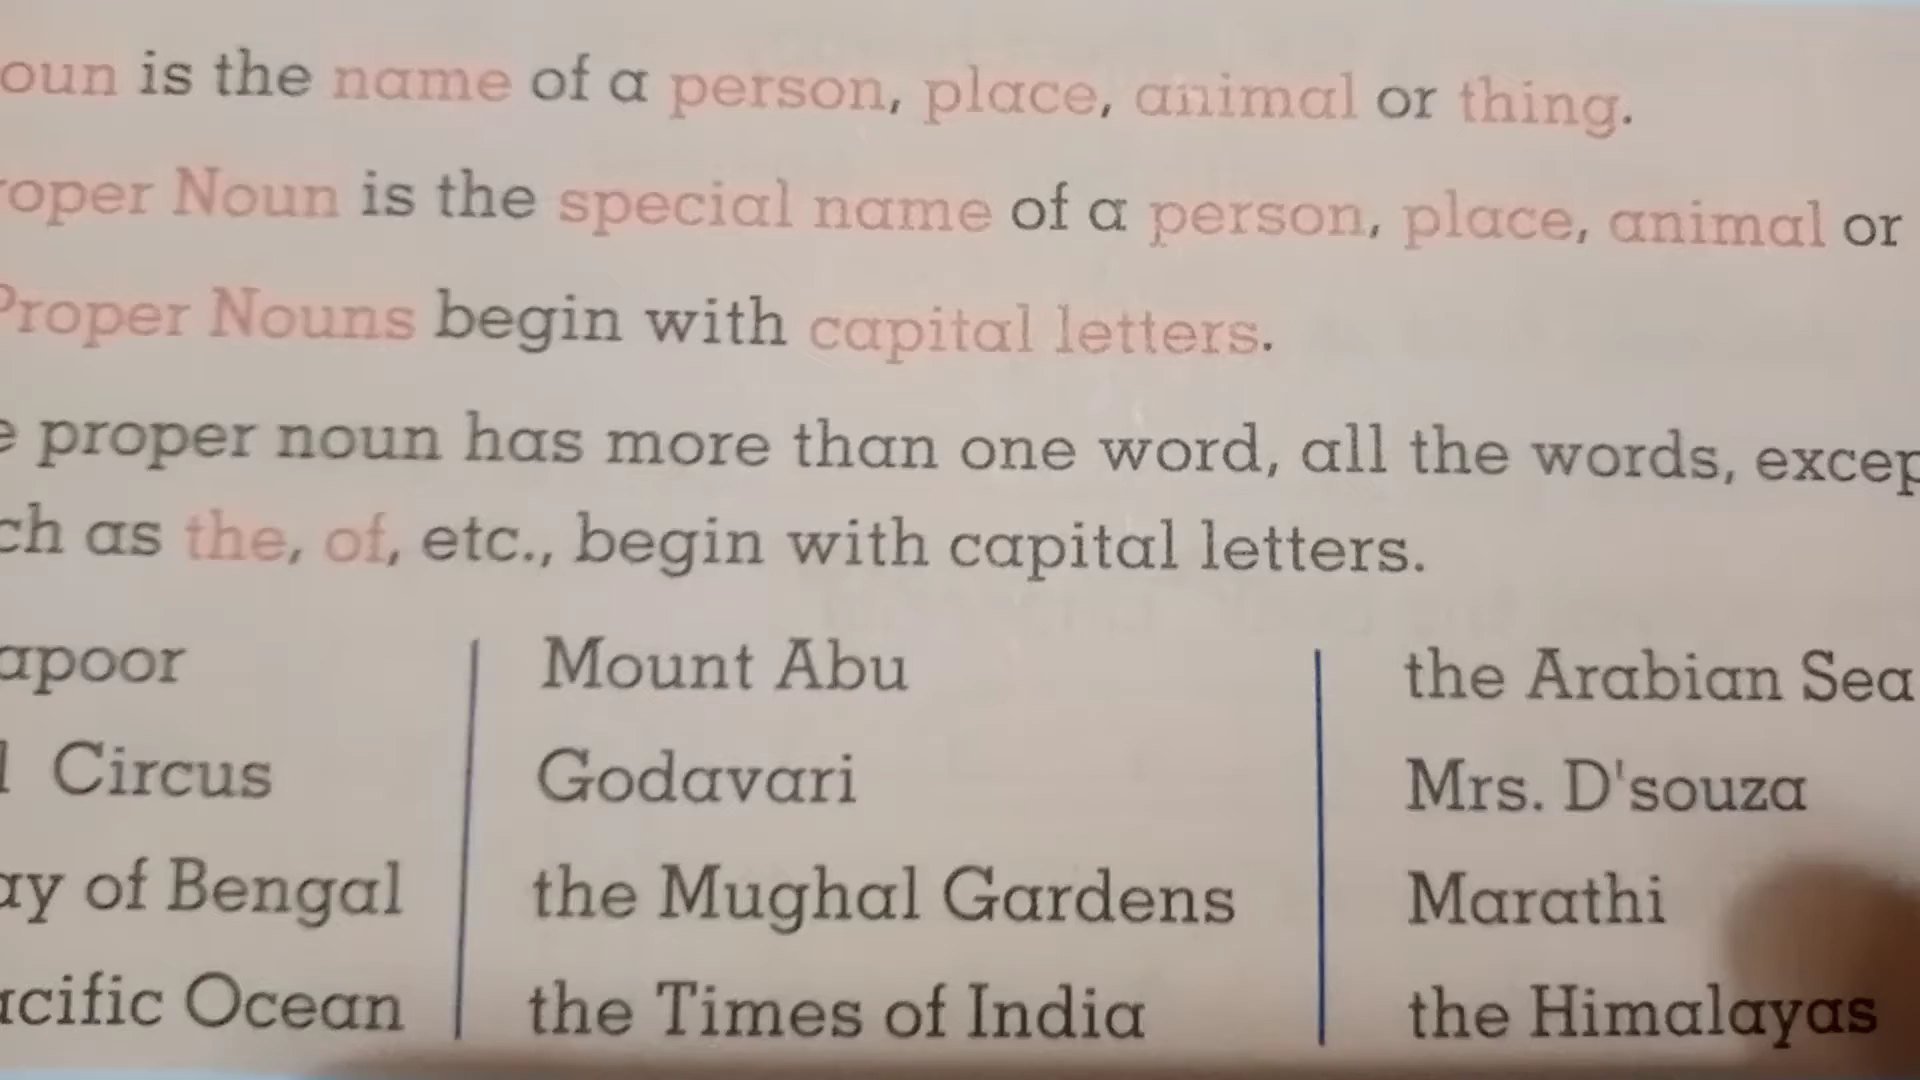 oun is the name of a person, place, animal or thing.
roper Noun is the special name of a person, place, animal or
Proper Nouns begin with capital letters.
e proper noun has more than one word, all the words, excep
ch as the, of, etc., begin with capital letters.
apoor Mount Abu the Arabian Sea
l Circus Godavari Mrs. D'souza
ay of Bengal the Mughal Gardens Marathi
acific Ocean the Times of India the Himalayas